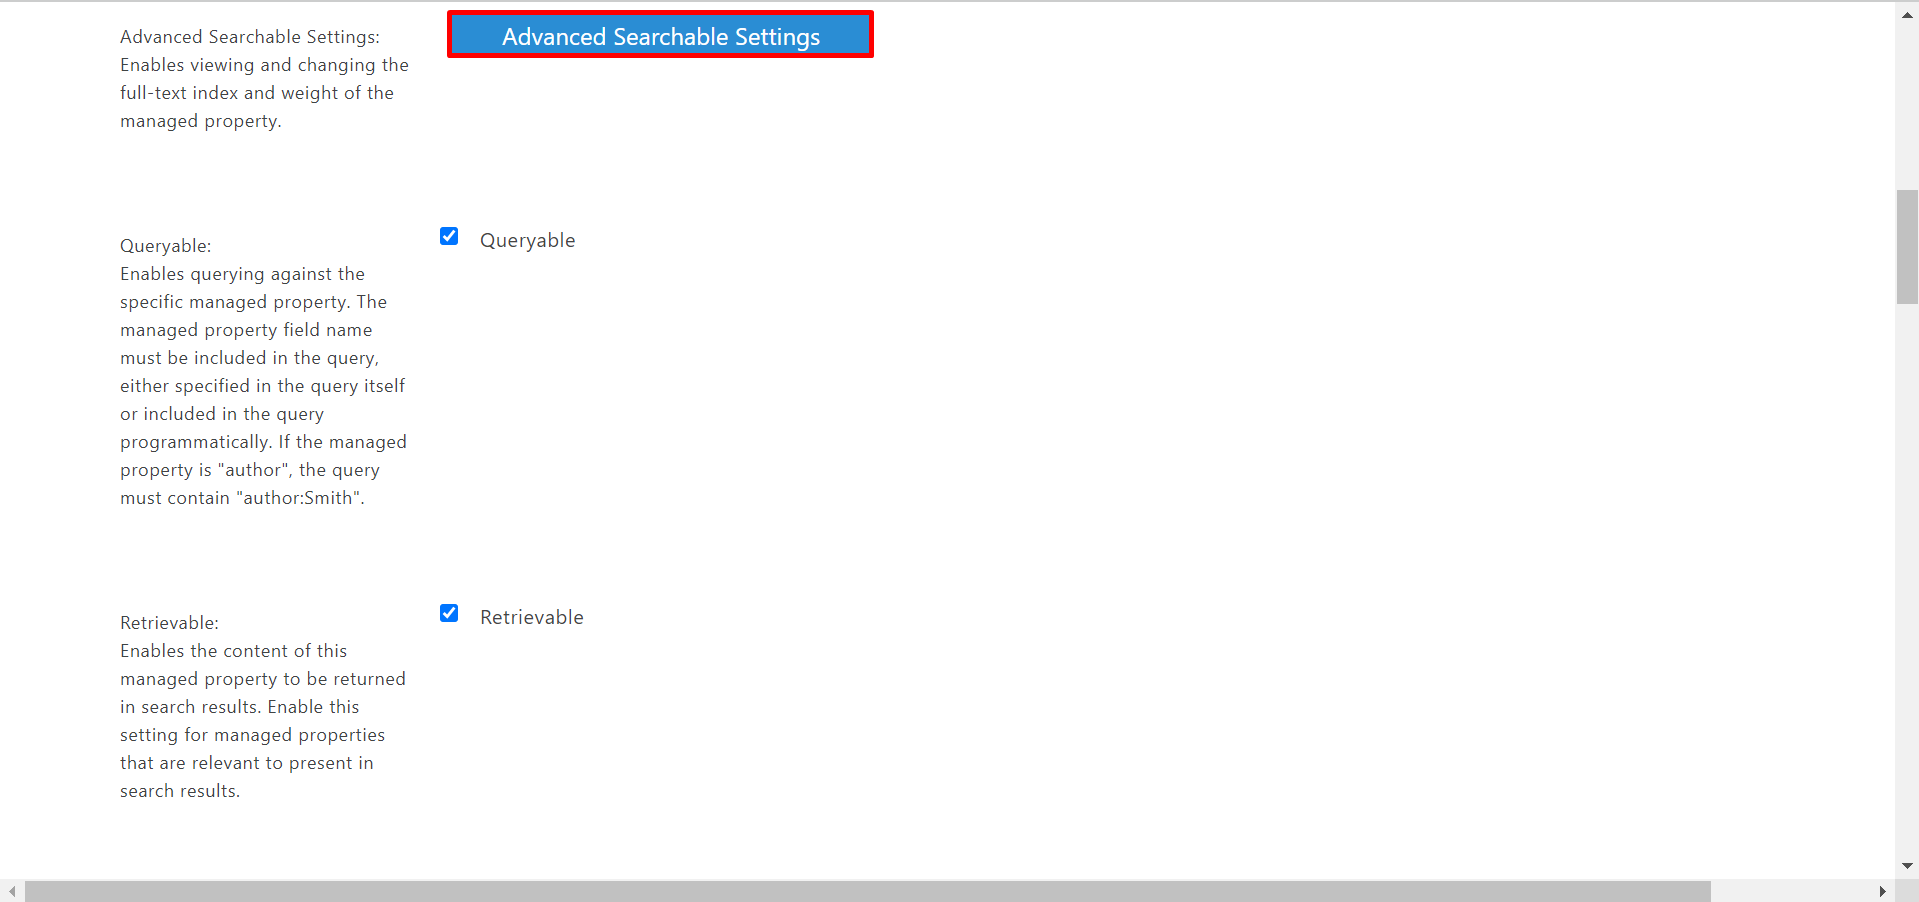 Advanced Searchable Settings:
Enables viewing and changing the
full-text index and weight of the
managed property.
Advanced Searchable Settings
Queryable:
Enables querying against the
specific managed property. The
managed property field name
must be included in the query,
either specified in the query itself
or included in the query
programmatically. If the managed
property is "author", the query
must contain "author:Smith".
Queryable
Retrievable:
Enables the content of this
managed property to be returned
in search results. Enable this
setting for managed properties
that are relevant to present in
search results.
Retrievable